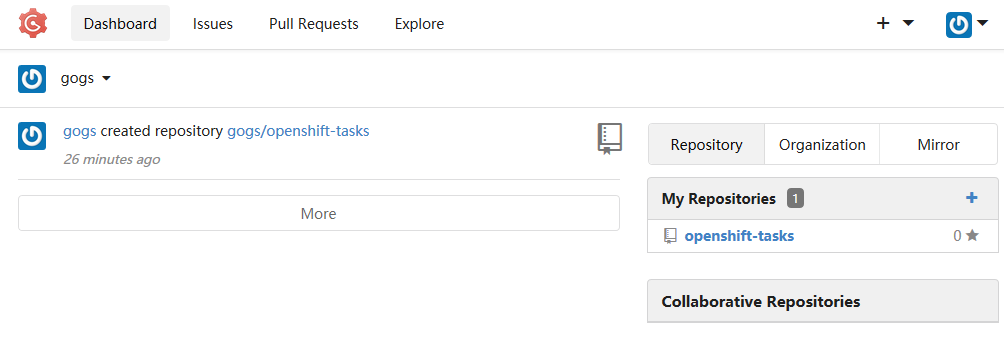 Dashboard Issues Pull Requests Explore
gogs
gogs created repository gogs/openshift-tasks
26 minutes ago
More
Repository Organization Mirror
My Repositories 1
openshift-tasks 0
Collaborative Repositories